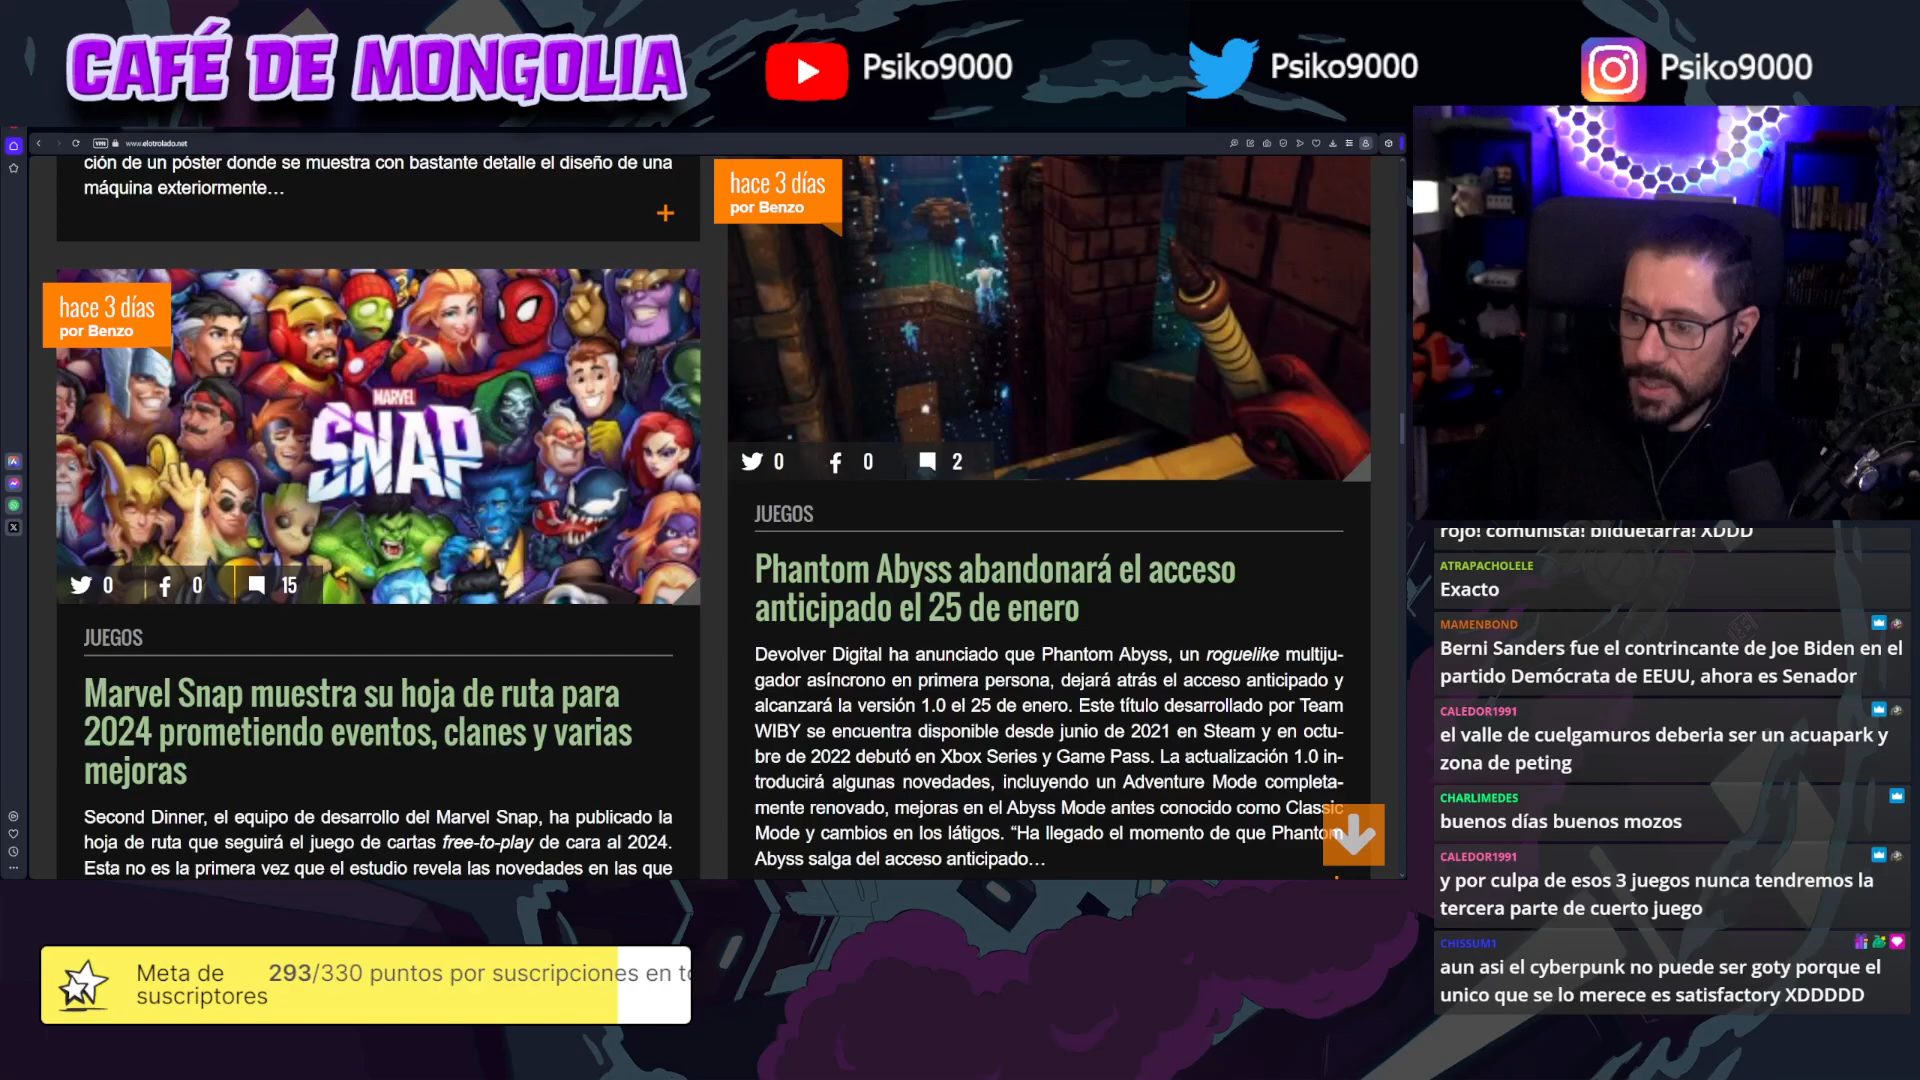 CAFÉ DE MONGOLIA
Psiko9000
Psiko9000
Psiko9000
VPN
www.elotrolado.net
ción de un póster donde se muestra con bastante detalle el diseño de una
máquina exteriormente…
+
hace 3 días
por Benzo
MARVEL
SNAP
0
0
15
JUEGOS
Marvel Snap muestra su hoja de ruta para
2024 prometiendo eventos, clanes y varias
mejoras
Second Dinner, el equipo de desarrollo del Marvel Snap, ha publicado la
hoja de ruta que seguirá el juego de cartas free-to-play de cara al 2024.
Esta no es la primera vez que el estudio revela las novedades en las que
hace 3 días
por Benzo
0
0
2
JUEGOS
Phantom Abyss abandonará el acceso
anticipado el 25 de enero
Devolver Digital ha anunciado que Phantom Abyss, un roguelike multiju-
gador asíncrono en primera persona, dejará atrás el acceso anticipado y
alcanzará la versión 1.0 el 25 de enero. Este título desarrollado por Team
WIBY se encuentra disponible desde junio de 2021 en Steam y en octu-
bre de 2022 debutó en Xbox Series y Game Pass. La actualización 1.0 in-
troducirá algunas novedades, incluyendo un Adventure Mode completa-
mente renovado, mejoras en el Abyss Mode antes conocido como Classic
Mode y cambios en los látigos. “Ha llegado el momento de que Phantom
Abyss salga del acceso anticipado…
rojo! comunista! bilduetarra! XDDD
ATRAPACHOLELE
Exacto
MAMENBOND
Berni Sanders fue el contrincante de Joe Biden en el
partido Demócrata de EEUU, ahora es Senador
CALEDOR1991
el valle de cuelgamuros deberia ser un acuapark y
zona de peting
CHARLIMEDES
buenos días buenos mozos
CALEDOR1991
y por culpa de esos 3 juegos nunca tendremos la
tercera parte de cuerto juego
CHISSUM1
aun asi el cyberpunk no puede ser goty porque el
unico que se lo merece es satisfactory XDDDDD
Meta de
suscriptores
293/330 puntos por suscripciones en to